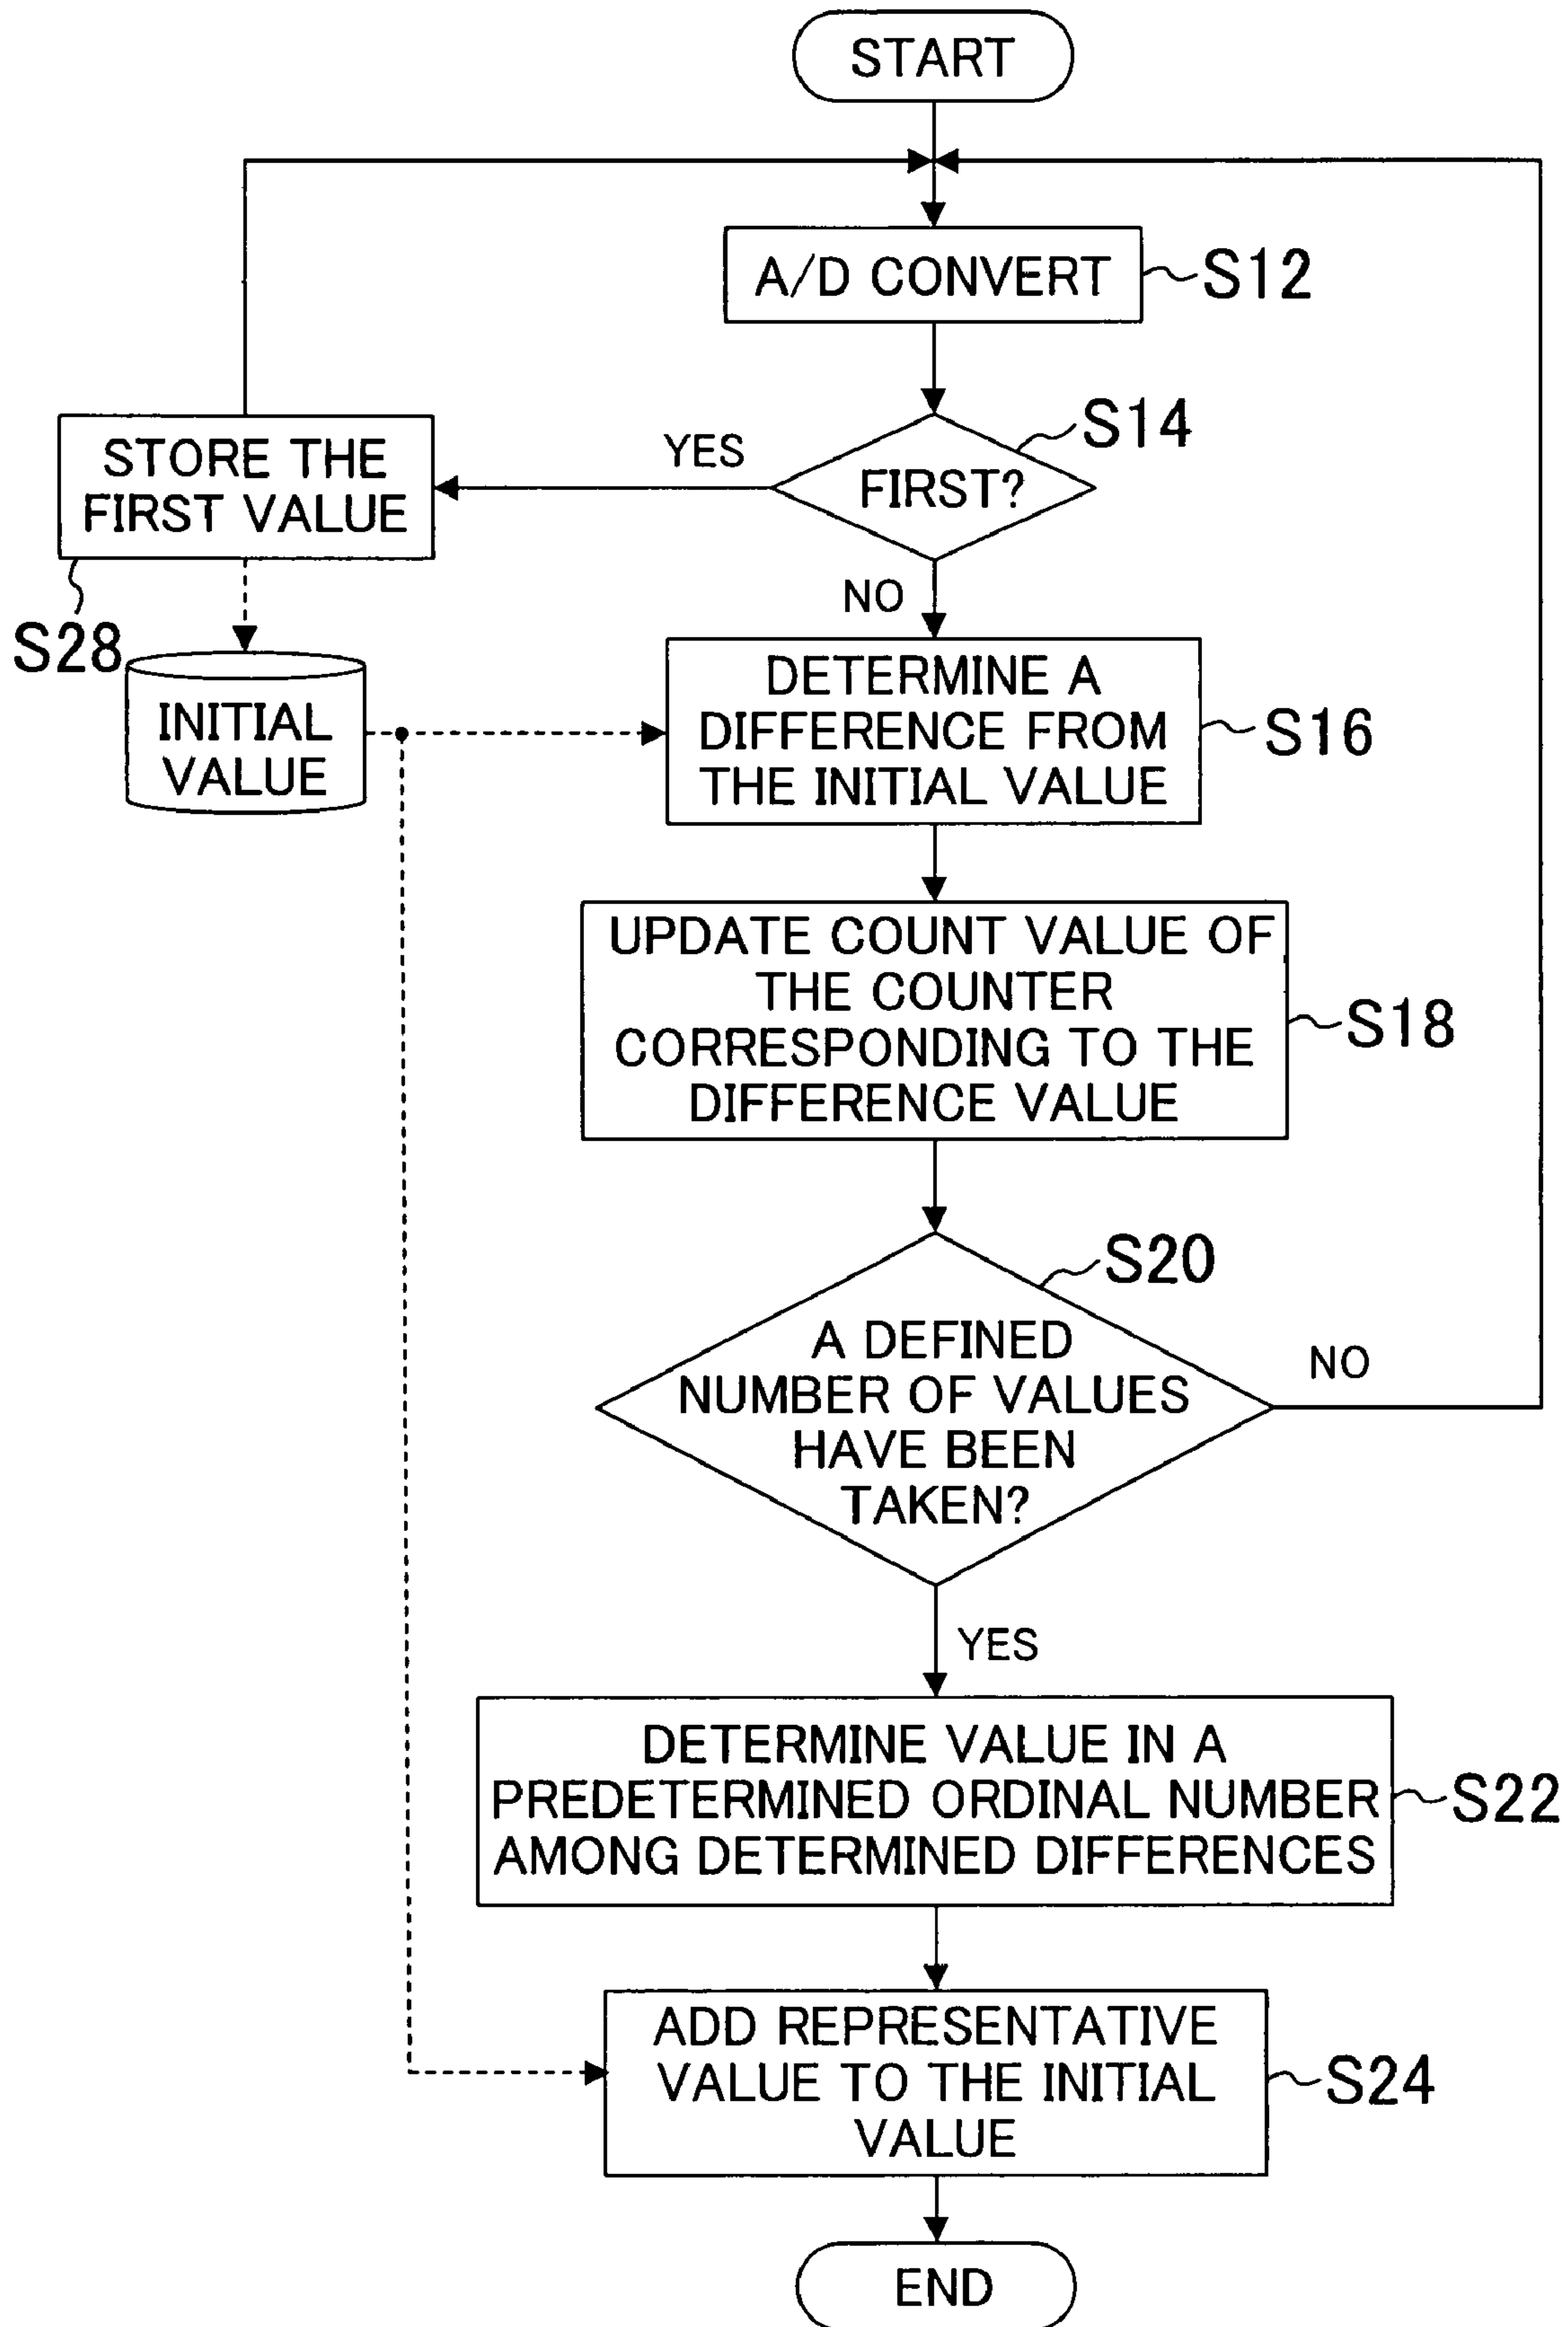 START
A/D CONVERT
S12
S14
FIRST?
YES
STORE THE
FIRST VALUE
S28
NO
INITIAL
VALUE
DETERMINE A
DIFFERENCE FROM
THE INITIAL VALUE
S16
UPDATE COUNT VALUE OF
THE COUNTER
CORRESPONDING TO THE
DIFFERENCE VALUE
S18
S20
A DEFINED
NUMBER OF VALUES
HAVE BEEN
TAKEN?
NO
YES
DETERMINE VALUE IN A
PREDETERMINED ORDINAL NUMBER
AMONG DETERMINED DIFFERENCES
S22
ADD REPRESENTATIVE
VALUE TO THE INITIAL
VALUE
S24
END